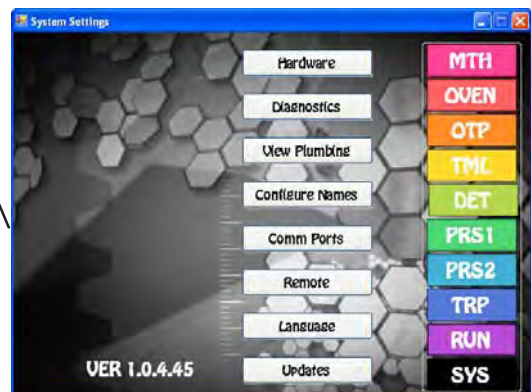 System Settings
Hardware
Diagnostics
View Plumbing
Configure Names
Comm Ports
Remote
Language
Updates
VER 1.0.4.45
MTH
OVEN
OTP
TML
DET
PRS1
PRS2
TRP
RUN
SYS